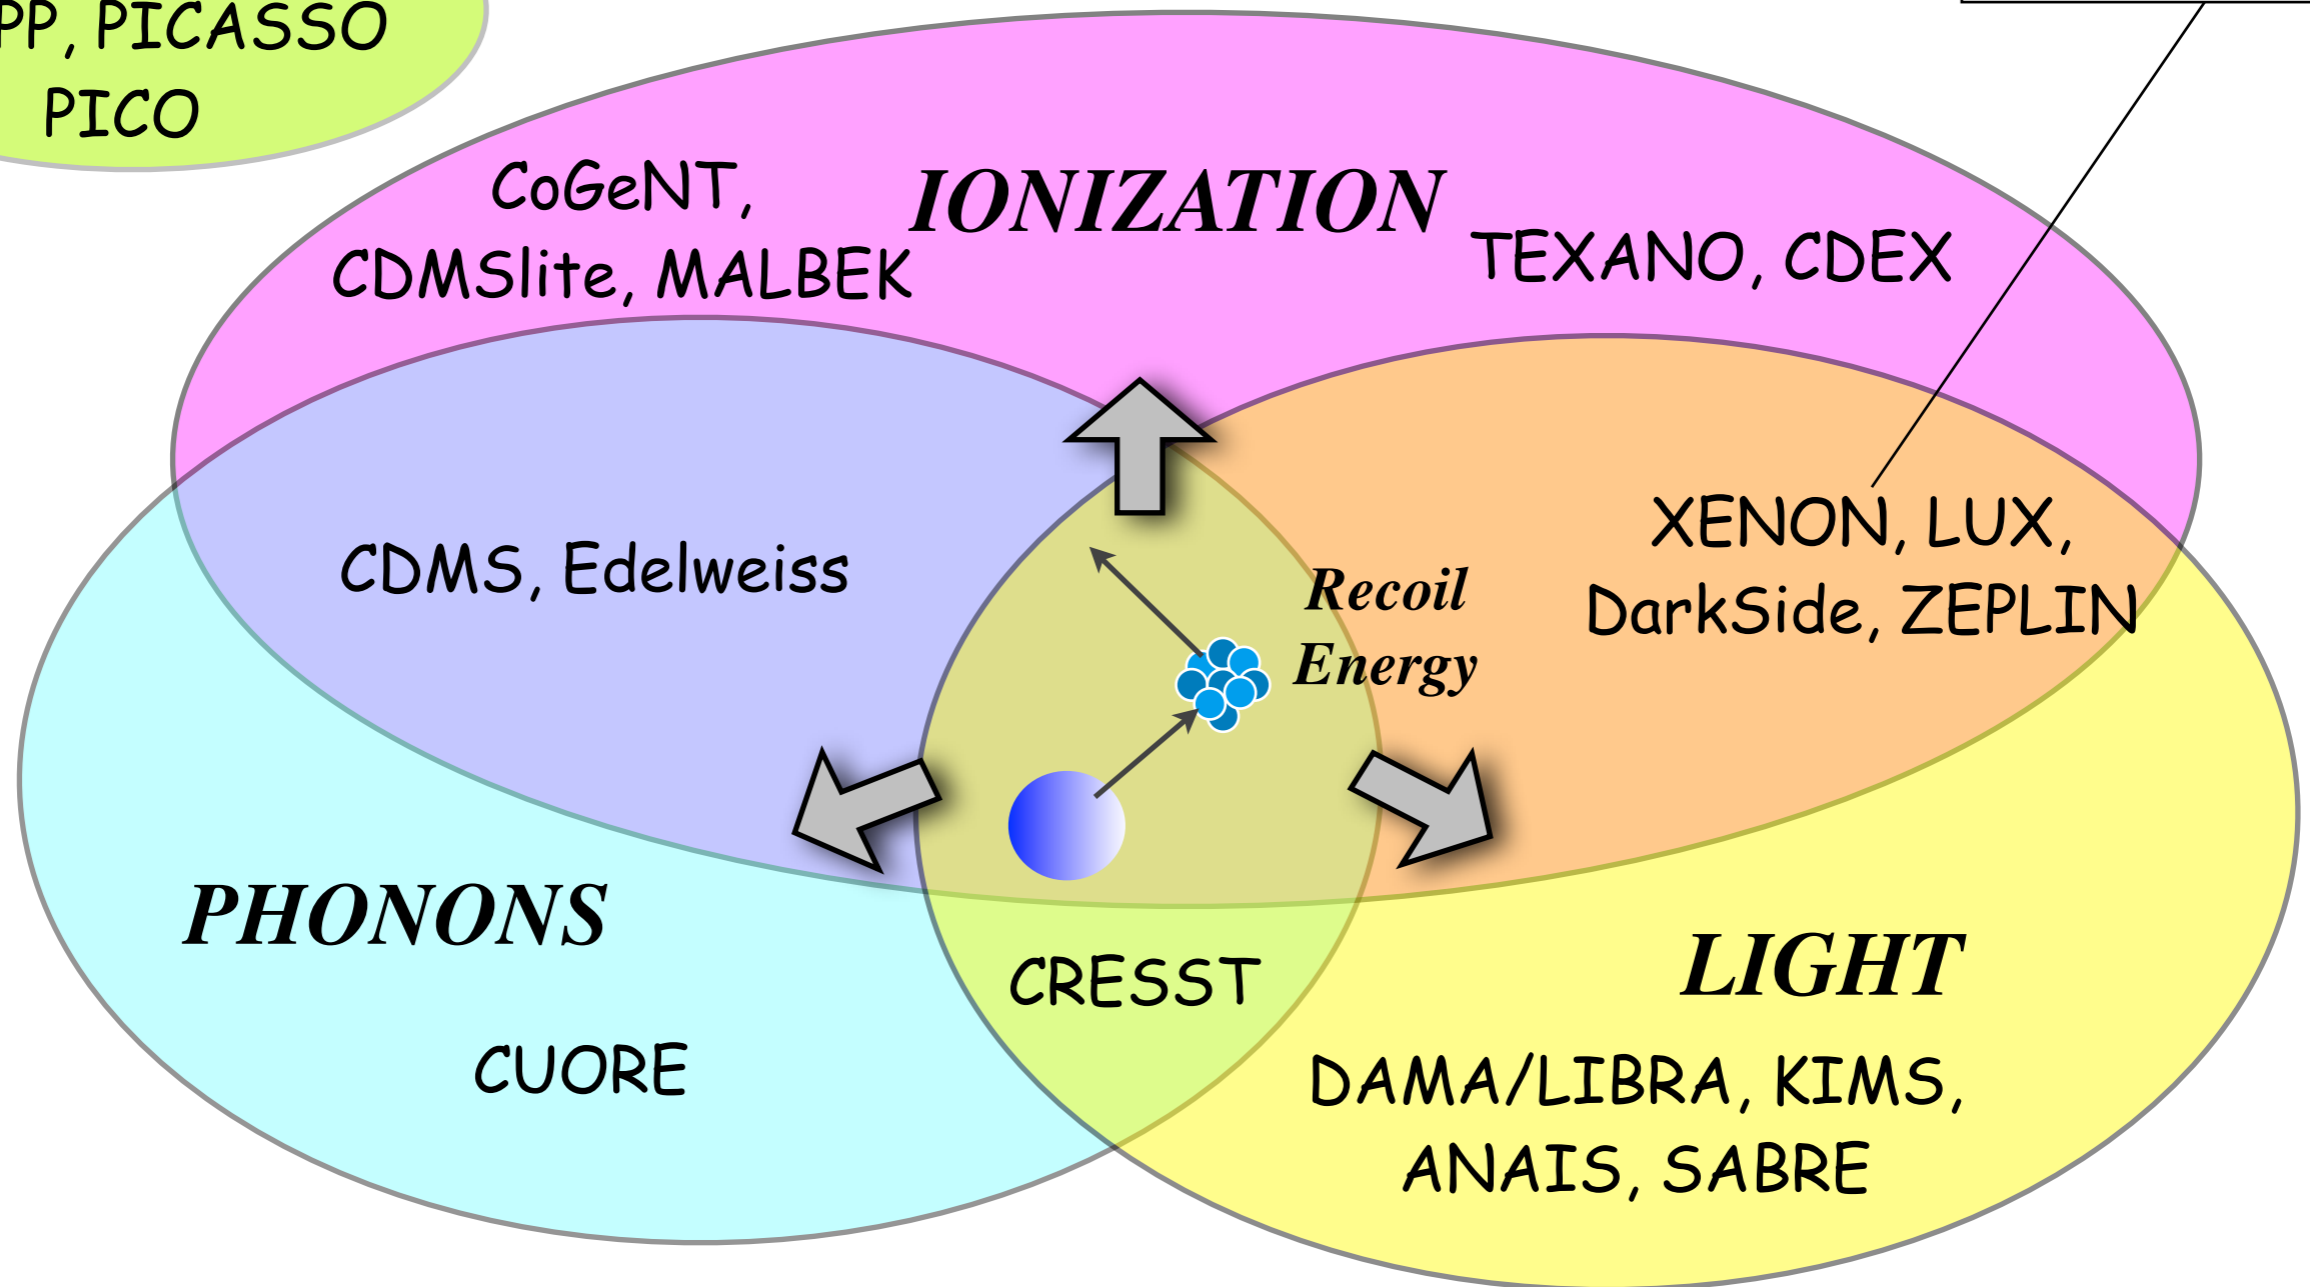 PICASSO
PICO
CoGeNT,
CDMSlite, MALBEK
IONIZATION
TEXANO, CDEX
CDMS, Edelweiss
Recoil
Energy
XENON, LUX,
DarkSide, ZEPLIN
PHONONS
CUORE
CRESST
LIGHT
DAMA/LIBRA, KIMS,
ANAIS, SABRE